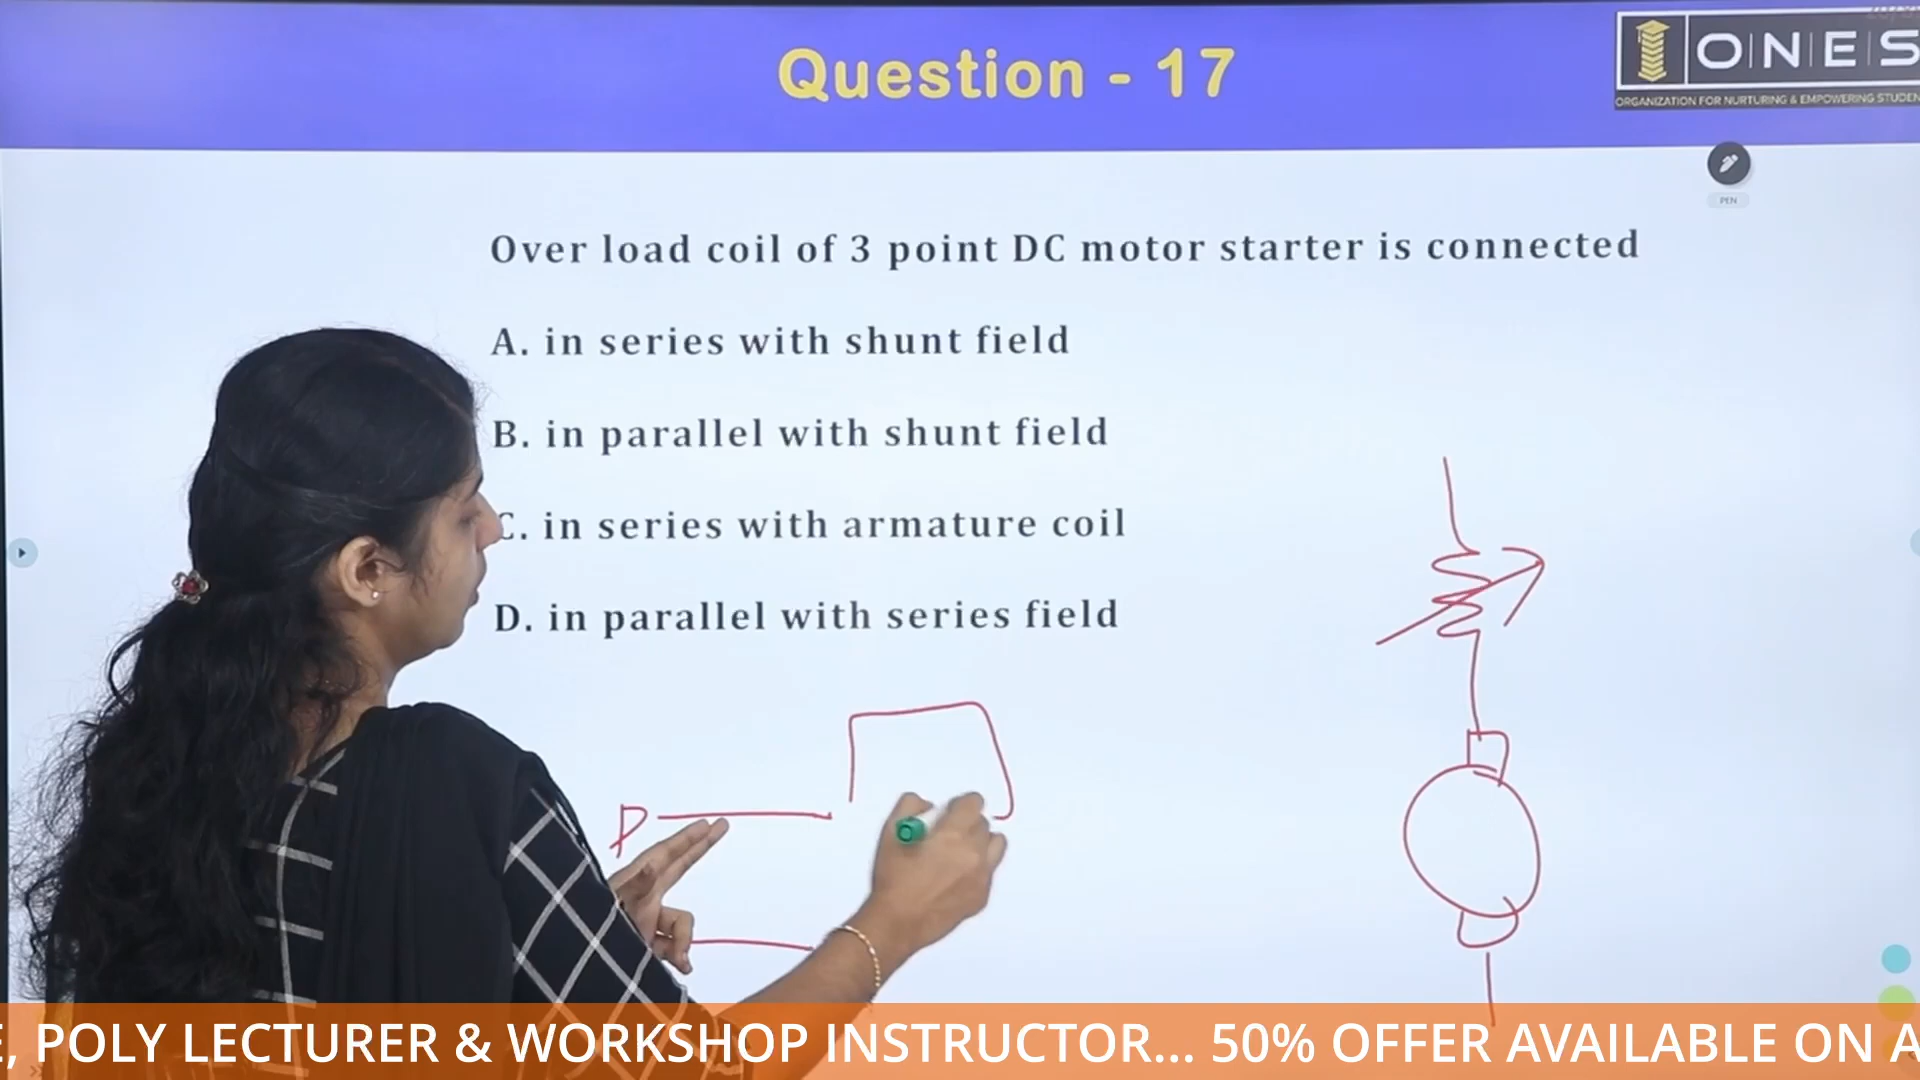 Question - 17
ONES
ORGANIZATION FOR NURTURING & EMPOWERING STUDEN
PEN
Over load coil of 3 point DC motor starter is connected
A. in series with shunt field
B. in parallel with shunt field
C. in series with armature coil
D. in parallel with series field
P
E, POLY LECTURER & WORKSHOP INSTRUCTOR... 50% OFFER AVAILABLE ON A